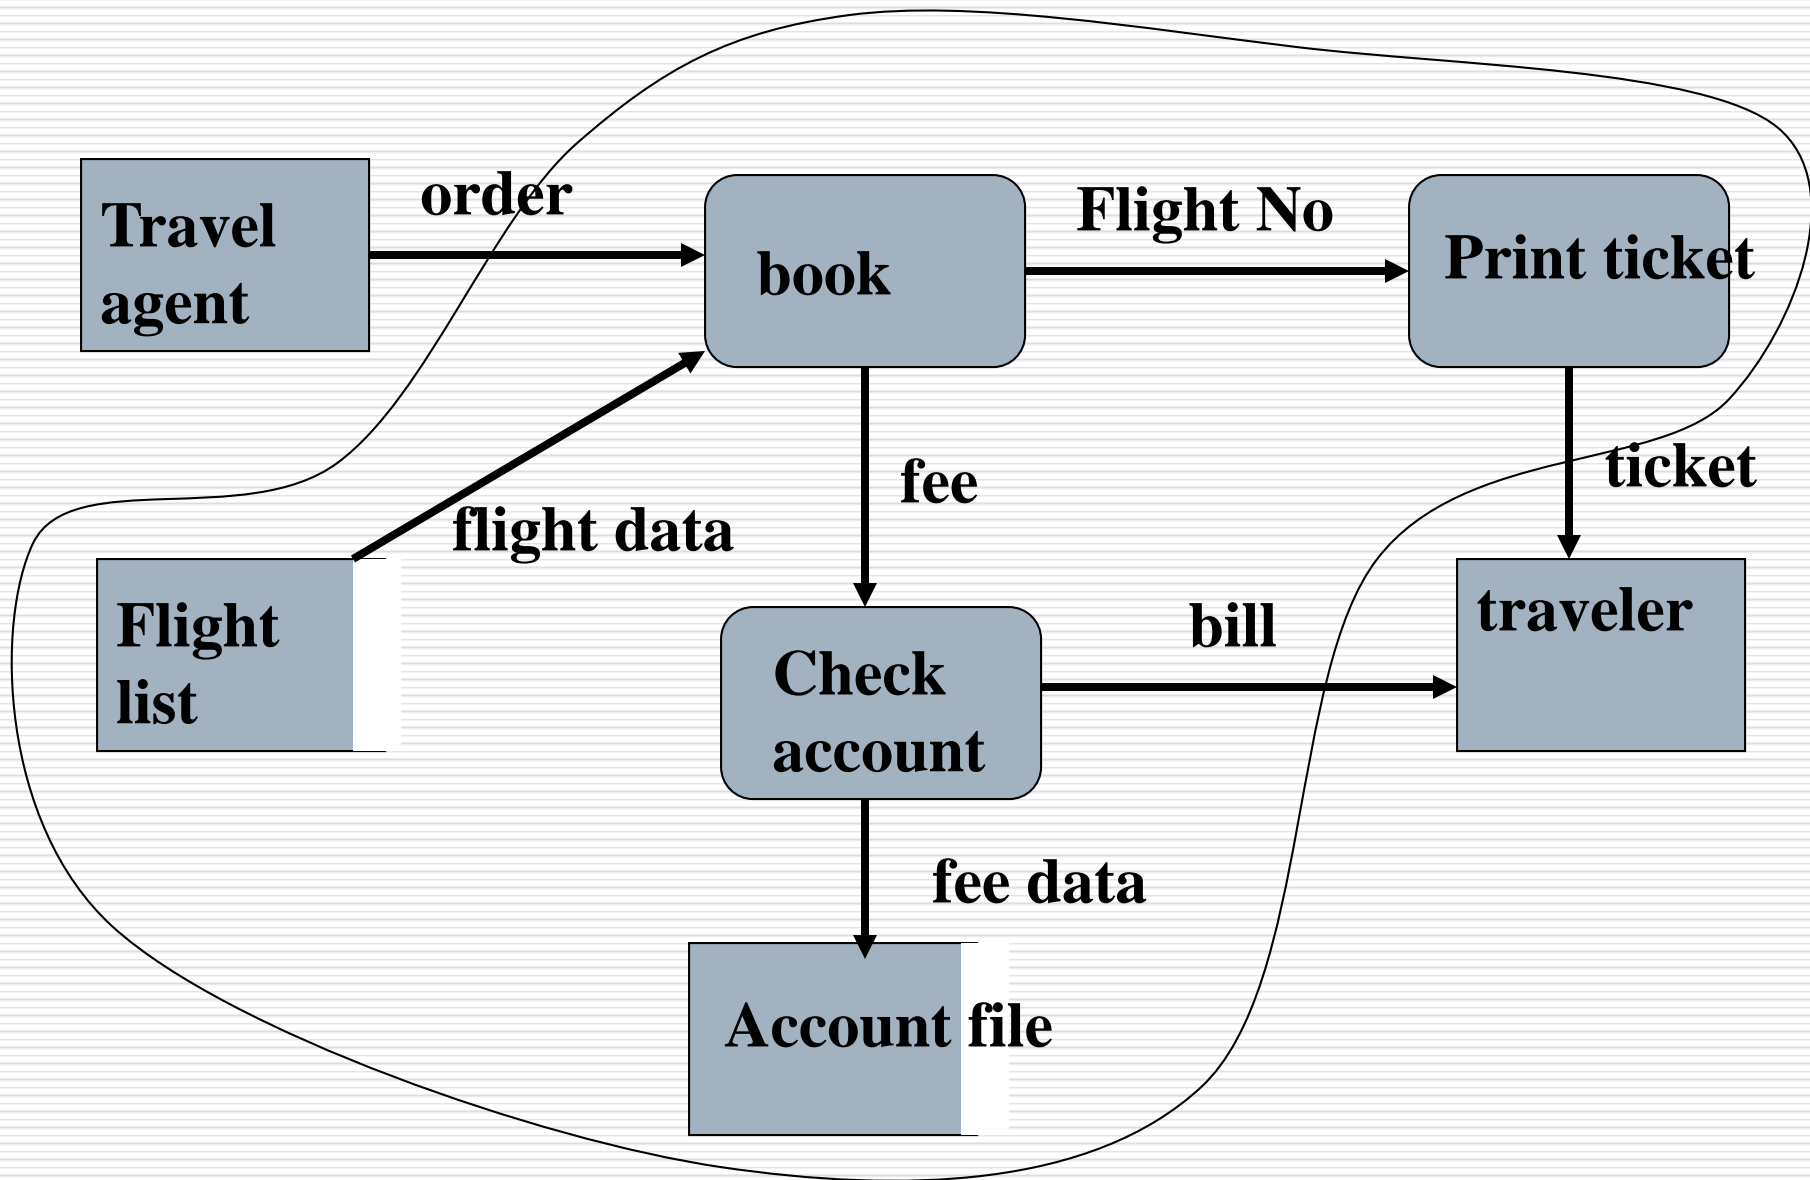 order
Flight No
Travel
agent
book
Print ticket
fee
ticket
flight data
Flight
list
bill
traveler
Check
account
fee data
Account file